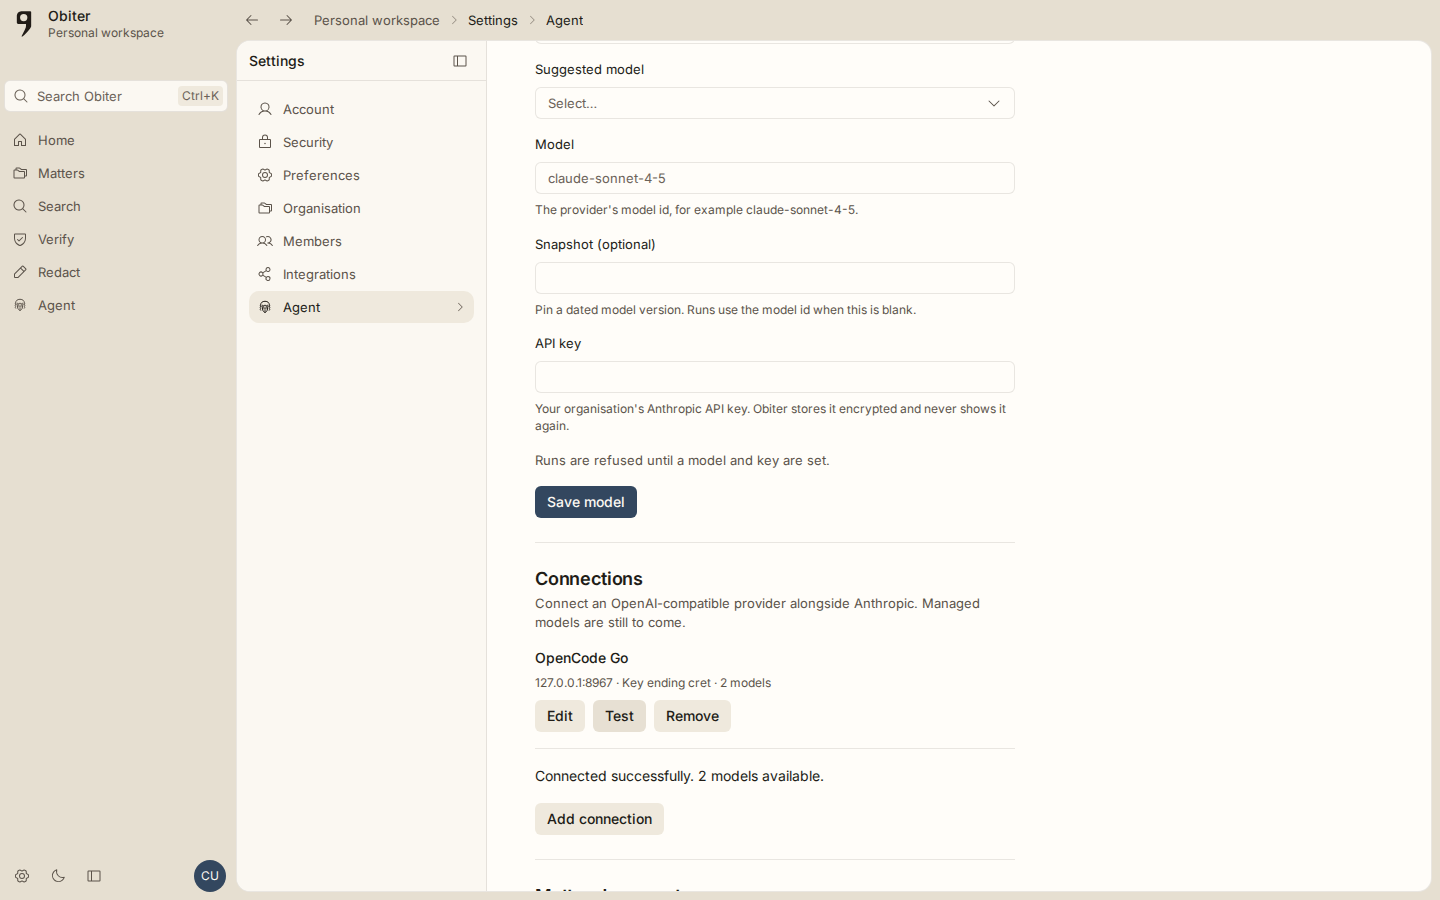 Obiter
Personal workspace
Search Obiter
Ctrl+K
Home
Matters
Search
Verify
Redact
Agent
CU
Personal workspace
Settings
Agent
Settings
Account
Security
Preferences
Organisation
Members
Integrations
Agent
Suggested model
Select...
Model
claude-sonnet-4-5
The provider's model id, for example claude-sonnet-4-5.
Snapshot (optional)
Pin a dated model version. Runs use the model id when this is blank.
API key
Your organisation's Anthropic API key. Obiter stores it encrypted and never shows it
again.
Runs are refused until a model and key are set.
Save model
Connections
Connect an OpenAI-compatible provider alongside Anthropic. Managed
models are still to come.
OpenCode Go
127.0.0.1:8967 · Key ending cret · 2 models
Edit
Test
Remove
Connected successfully. 2 models available.
Add connection